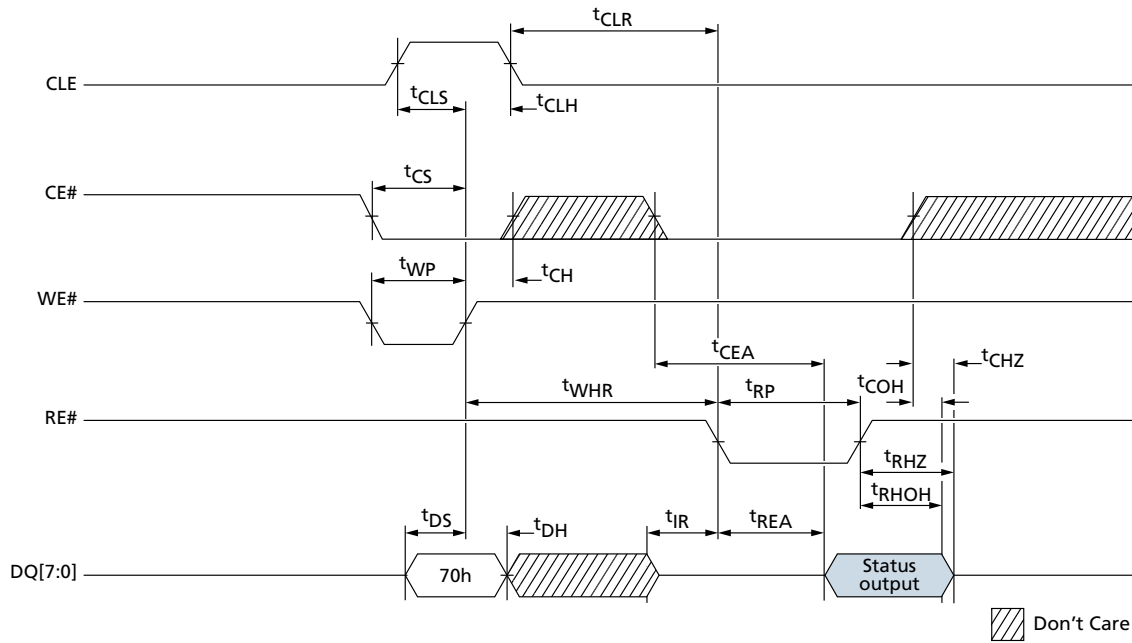 tCLR
CLE
tCLS
tCLH
tCS
CE#
tWP
tCH
WE#
tCEA
tCHZ
tWHR
tRP
tCOH
RE#
tRHZ
tRHOH
tDS
tDH
tIR
tREA
DQ[7:0]
70h
Status
output
Don't Care